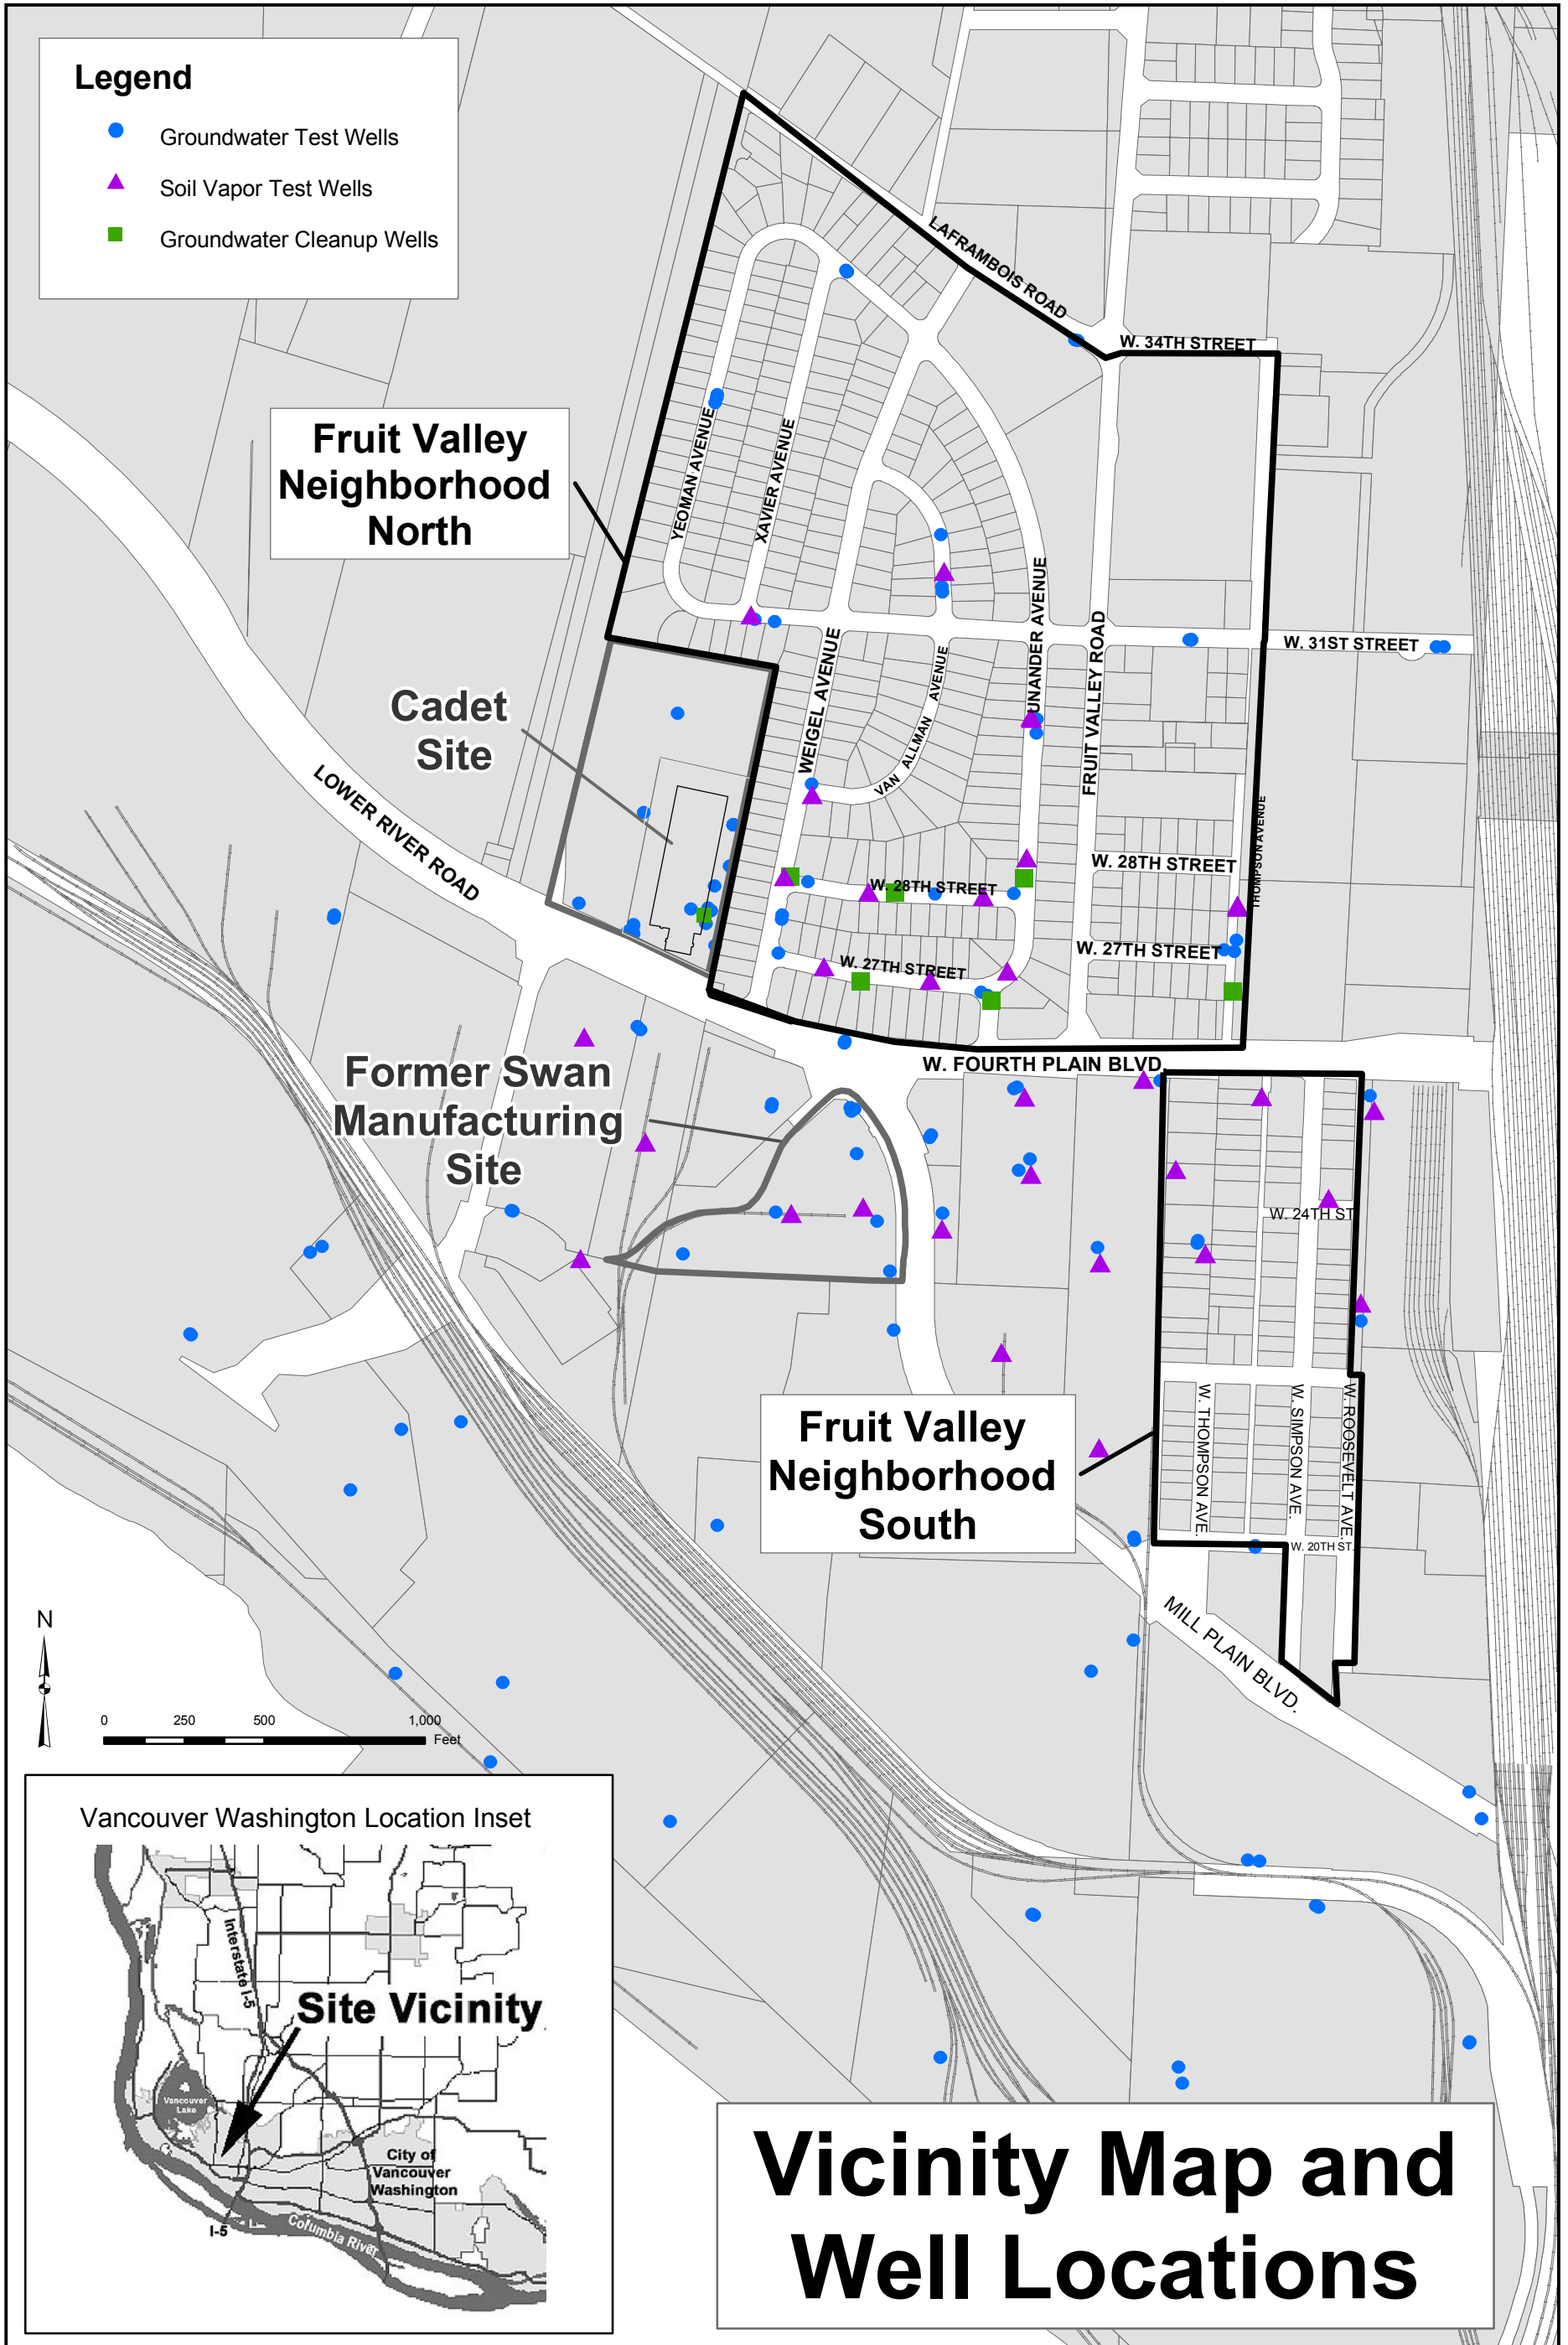 Legend
Groundwater Test Wells
Soil Vapor Test Wells
Groundwater Cleanup Wells
LAFRAMBOIS ROAD
W. 34TH STREET
Fruit Valley
Neighborhood
North
YEOMAN AVENUE
XAVIER AVENUE
UNANDER AVENUE
FRUIT VALLEY ROAD
W. 31ST STREET
WEIGEL AVENUE
VAN ALLMAN AVENUE
Cadet
Site
LOWER RIVER ROAD
THOMPSON AVENUE
W. 28TH STREET
W. 28TH STREET
W. 27TH STREET
W. 27TH STREET
W. FOURTH PLAIN BLVD.
Former Swan
Manufacturing
Site
W. 24TH ST
Fruit Valley
Neighborhood
South
W. THOMPSON AVE.
W. SIMPSON AVE.
W. ROOSEVELT AVE.
W. 20TH ST.
MILL PLAIN BLVD.
N
0 250 500 1,000
Feet
Vancouver Washington Location Inset
Interstate I-5
Site Vicinity
Vancouver
Lake
City of
Vancouver
Washington
I-5
Columbia River
Vicinity Map and
Well Locations